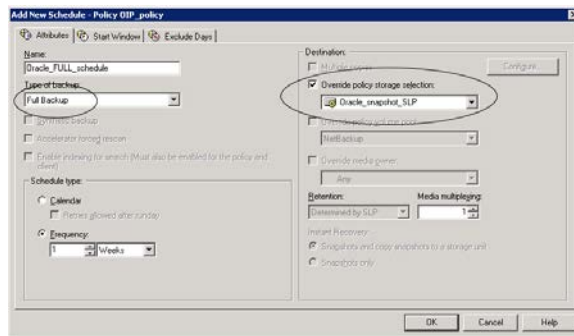 Add New Schedule - Policy OIP_policy
Attributes
Start Window
Exclude Days
Name:
Oracle_FULL_schedule
Type of backup:
Full Backup
Synthetic backup
Accelerator forced rescan
Enable indexing for search (Must also be enabled for the policy and
client)
Schedule type:
Calendar
Retries allowed after runday
Frequency:
1 Weeks
Destination:
Multiple copies
Configure...
Override policy storage selection:
Oracle_snapshot_SLP
Override policy volume pool:
NetBackup
Override media owner:
Any
Retention:
Media multiplexing:
Determined by SLP
1
Instant Recovery:
Snapshots and copy snapshots to a storage unit
Snapshots only
OK
Cancel
Help